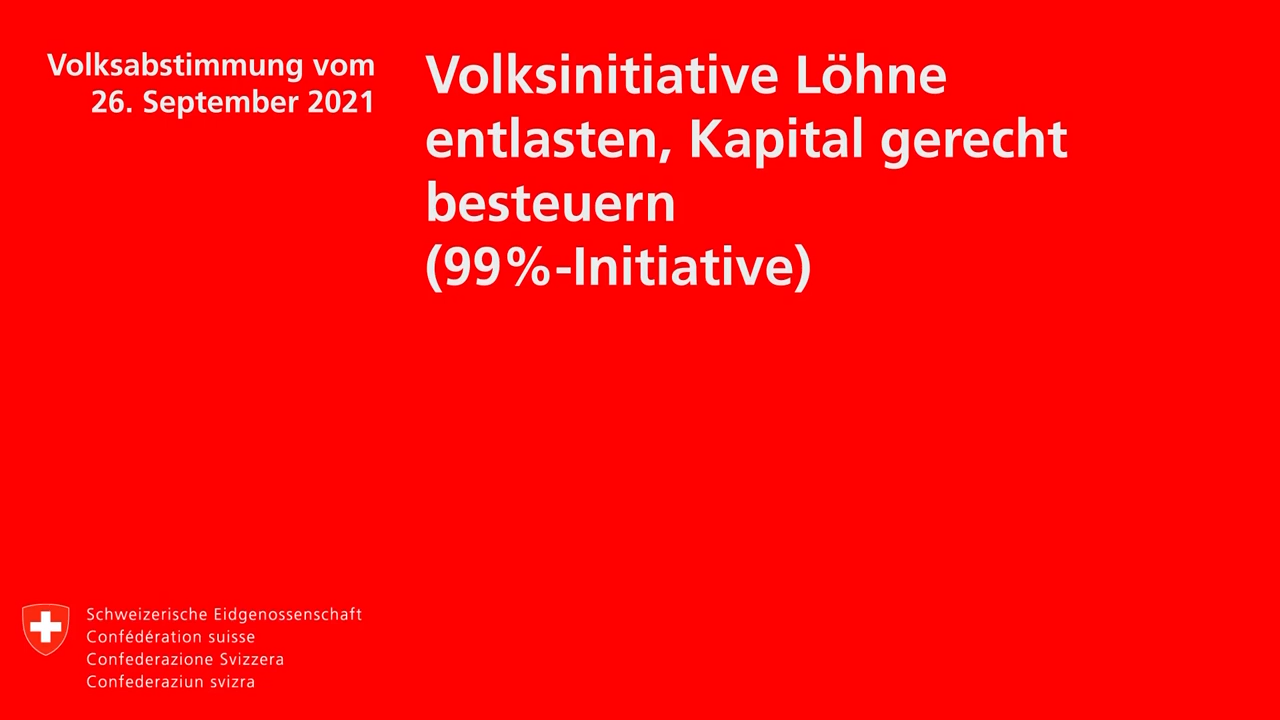 Volksabstimmung vom
26. September 2021
Volksinitiative Löhne
entlasten, Kapital gerecht
besteuern
(99%-Initiative)
Schweizerische Eidgenossenschaft
Confédération suisse
Confederazione Svizzera
Confederaziun svizra